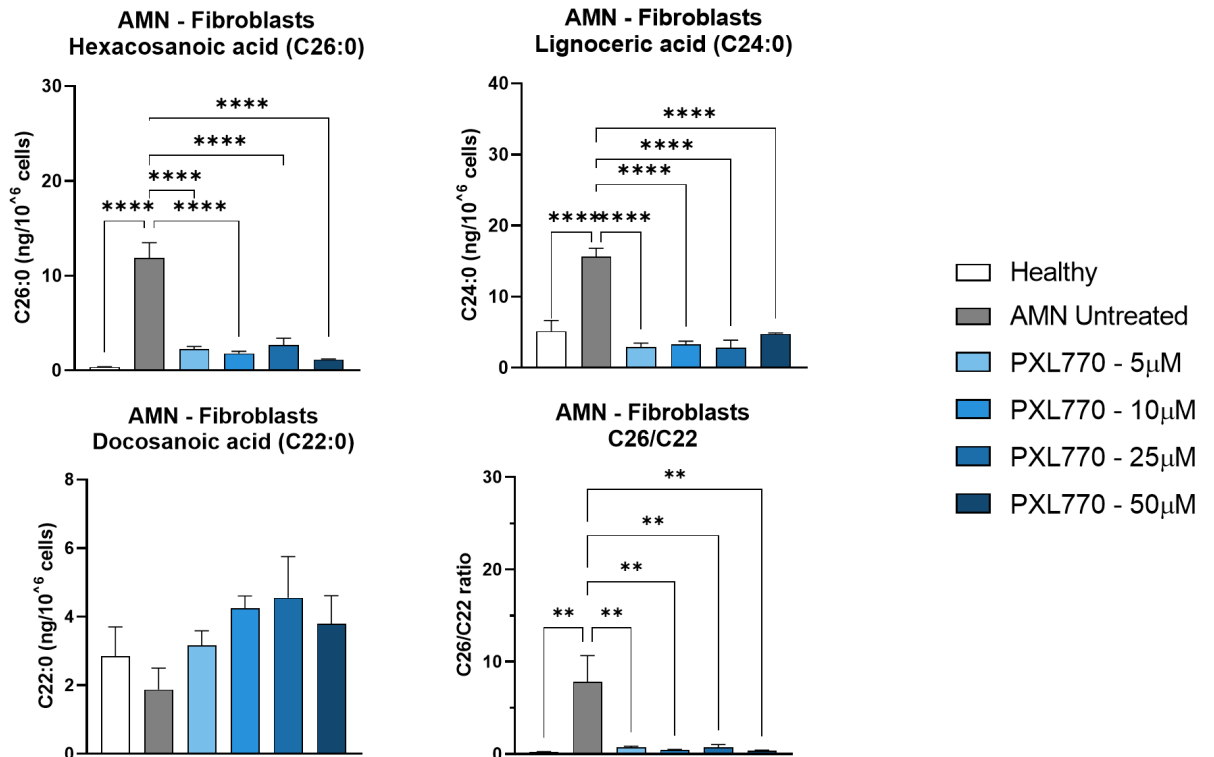 AMN - Fibroblasts
Hexacosanoic acid (C26:0)
C26:0 (ng/10^⁶ cells)
30
20
10
0
****
****
****
****
****
AMN - Fibroblasts
Lignoceric acid (C24:0)
C24:0 (ng/10^⁶ cells)
40
30
20
10
0
****
****
****
****
****
Healthy
AMN Untreated
PXL770 - 5μM
PXL770 - 10μM
PXL770 - 25μM
PXL770 - 50μM
AMN - Fibroblasts
Docosanoic acid (C22:0)
C22:0 (ng/10^⁶ cells)
8
6
4
2
0
AMN - Fibroblasts
C26/C22
C26/C22 ratio
30
20
10
0
**
**
**
**
**